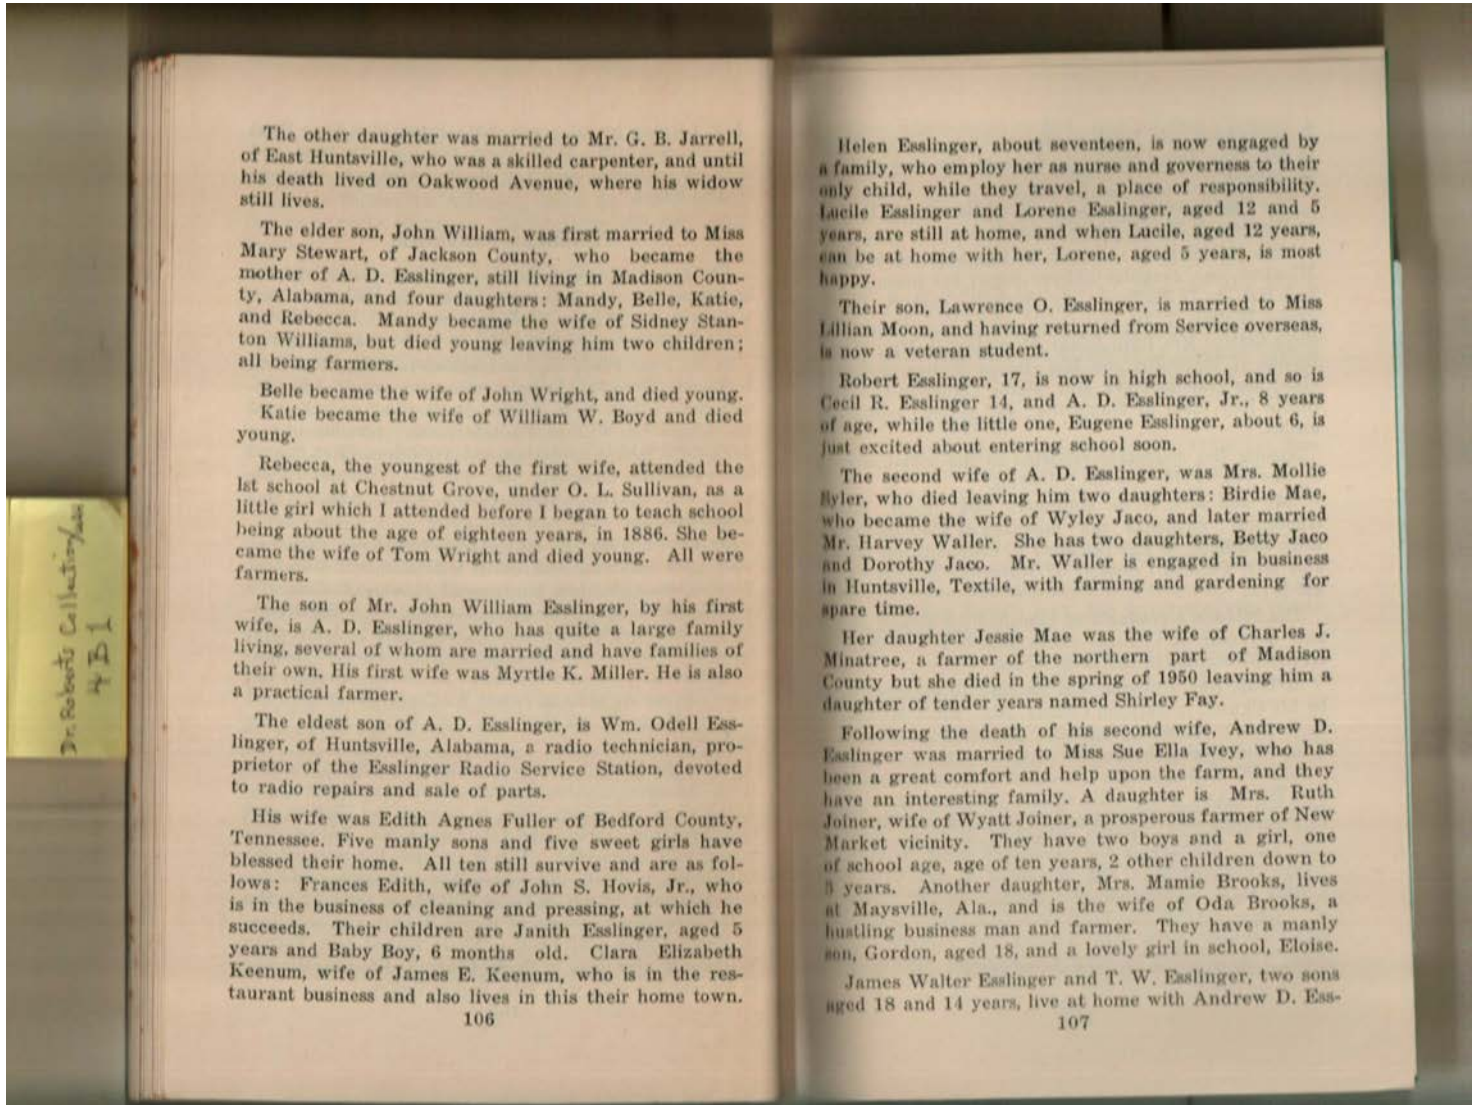 Dr. Roberts Collection
4 B 1
The other daughter was married to Mr. G. B. Jarrell,
of East Huntsville, who was a skilled carpenter, and until
his death lived on Oakwood Avenue, where his widow
still lives.
The elder son, John William, was first married to Miss
Mary Stewart, of Jackson County, who became the
mother of A. D. Esslinger, still living in Madison Coun-
ty, Alabama, and four daughters: Mandy, Belle, Katie,
and Rebecca. Mandy became the wife of Sidney Stan-
ton Williams, but died young leaving him two children;
all being farmers.
Belle became the wife of John Wright, and died young.
Katie became the wife of William W. Boyd and died
young.
Rebecca, the youngest of the first wife, attended the
1st school at Chestnut Grove, under O. L. Sullivan, as a
little girl which I attended before I began to teach school
being about the age of eighteen years, in 1886. She be-
came the wife of Tom Wright and died young. All were
farmers.
The son of Mr. John William Esslinger, by his first
wife, is A. D. Esslinger, who has quite a large family
living, several of whom are married and have families of
their own. His first wife was Myrtle K. Miller. He is also
a practical farmer.
The eldest son of A. D. Esslinger, is Wm. Odell Ess-
linger, of Huntsville, Alabama, a radio technician, pro-
prietor of the Esslinger Radio Service Station, devoted
to radio repairs and sale of parts.
His wife was Edith Agnes Fuller of Bedford County,
Tennessee. Five manly sons and five sweet girls have
blessed their home. All ten still survive and are as fol-
lows: Frances Edith, wife of John S. Hovis, Jr., who
is in the business of cleaning and pressing, at which he
succeeds. Their children are Janith Esslinger, aged 5
years and Baby Boy, 6 months old. Clara Elizabeth
Keenum, wife of James E. Keenum, who is in the res-
taurant business and also lives in this their home town.
106
Helen Esslinger, about seventeen, is now engaged by
a family, who employ her as nurse and governess to their
only child, while they travel, a place of responsibility.
Lucile Esslinger and Lorene Esslinger, aged 12 and 5
years, are still at home, and when Lucile, aged 12 years,
can be at home with her, Lorene, aged 5 years, is most
happy.
Their son, Lawrence O. Esslinger, is married to Miss
Lillian Moon, and having returned from Service overseas,
is now a veteran student.
Robert Esslinger, 17, is now in high school, and so is
Cecil R. Esslinger 14, and A. D. Esslinger, Jr., 8 years
of age, while the little one, Eugene Esslinger, about 6, is
just excited about entering school soon.
The second wife of A. D. Esslinger, was Mrs. Mollie
Byler, who died leaving him two daughters: Birdie Mae,
who became the wife of Wyley Jaco, and later married
Mr. Harvey Waller. She has two daughters, Betty Jaco
and Dorothy Jaco. Mr. Waller is engaged in business
in Huntsville, Textile, with farming and gardening for
spare time.
Her daughter Jessie Mae was the wife of Charles J.
Minatree, a farmer of the northern part of Madison
County but she died in the spring of 1950 leaving him a
daughter of tender years named Shirley Fay.
Following the death of his second wife, Andrew D.
Esslinger was married to Miss Sue Ella Ivey, who has
been a great comfort and help upon the farm, and they
have an interesting family. A daughter is Mrs. Ruth
Joiner, wife of Wyatt Joiner, a prosperous farmer of New
Market vicinity. They have two boys and a girl, one
of school age, age of ten years, 2 other children down to
years. Another daughter, Mrs. Mamie Brooks, lives
at Maysville, Ala., and is the wife of Oda Brooks, a
hustling business man and farmer. They have a manly
son, Gordon, aged 18, and a lovely girl in school, Eloise.
James Walter Esslinger and T. W. Esslinger, two sons
aged 18 and 14 years, live at home with Andrew D. Ess-
107